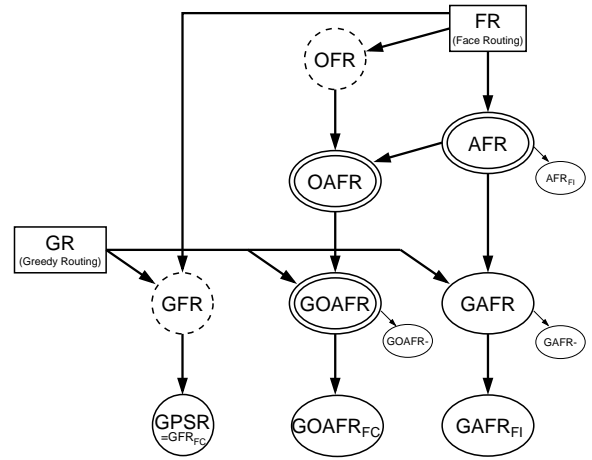 FR
(Face Routing)
OFR
AFR
OAFR
AFR_FI
GR
(Greedy Routing)
GFR
GOAFR
GAFR
GOAFR-
GAFR-
GPSR
=GFR_FC
GOAFR_FC
GAFR_FI